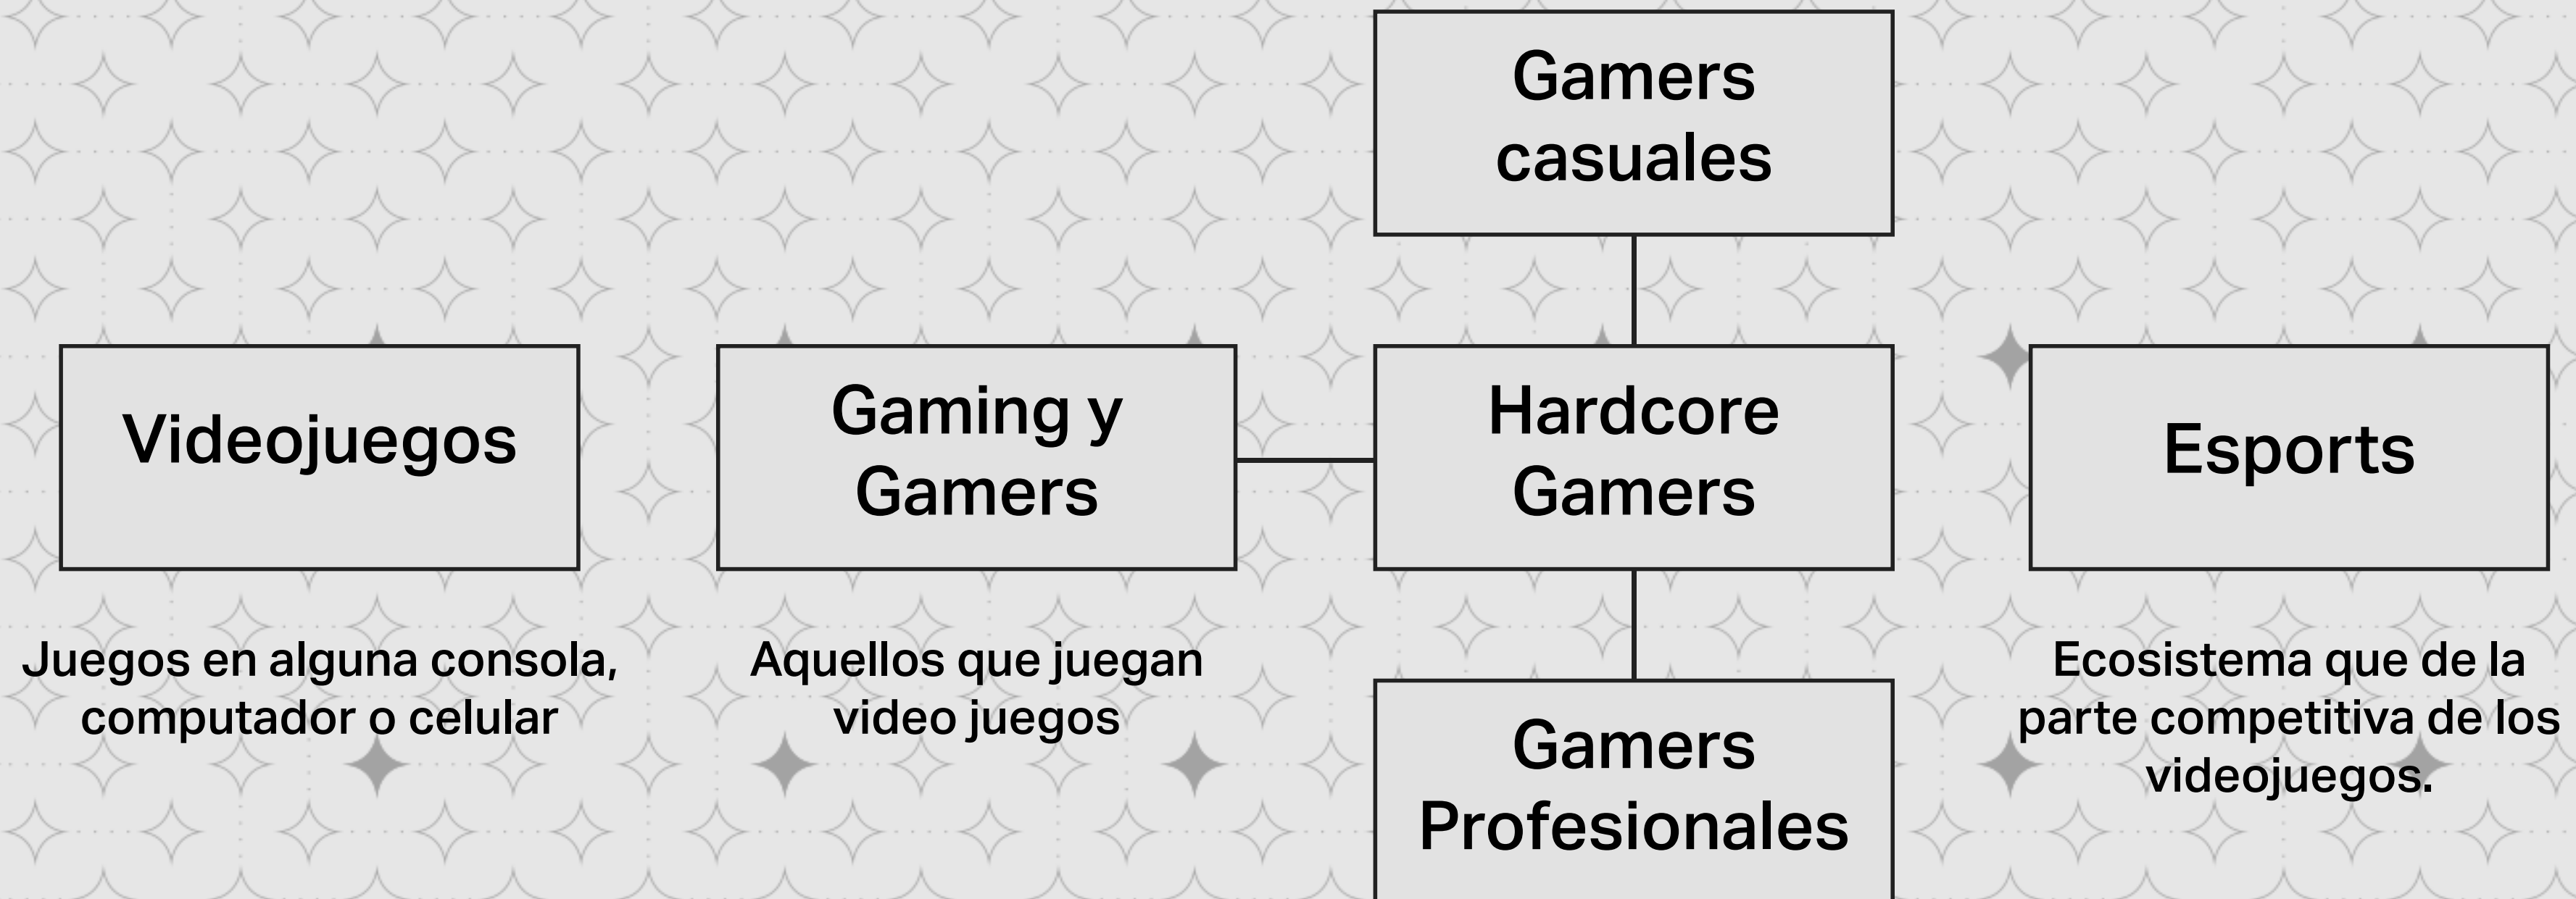 Gamers
casuales
Videojuegos
Gaming y
Gamers
Hardcore
Gamers
Esports
Juegos en alguna consola,
computador o celular
Aquellos que juegan
video juegos
Ecosistema que de la
parte competitiva de los
videojuegos.
Gamers
Profesionales